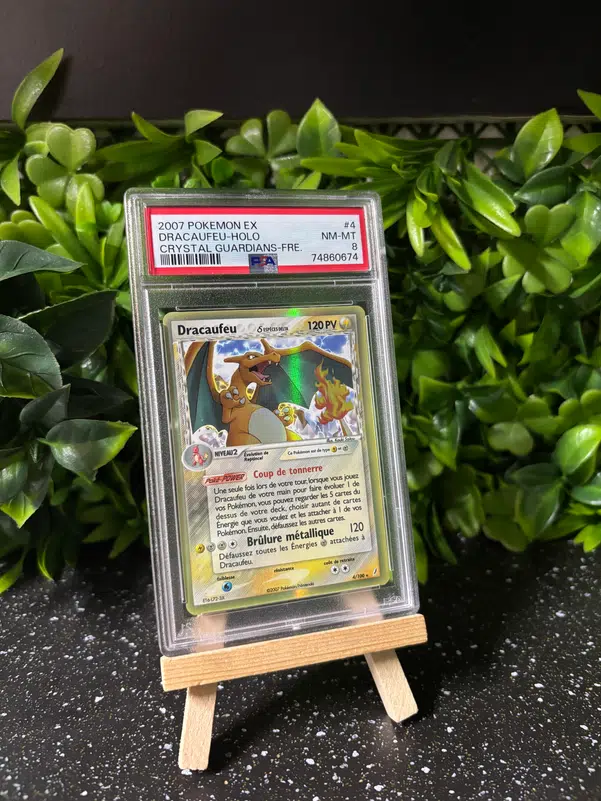 2007 POKEMON EX #4
DRACAUFEU-HOLO NM-MT
CRYSTAL GUARDIANS-FRE. 8
74860674
PSA
Dracaufeu δ ESPÈCES DELTA 120 PV
NIVEAU 2 Évolution de Reptincel
Ce Pokémon est de type
POKÉ-POWER Coup de tonnerre
Une seule fois lors de votre tour, lorsque vous jouez
Dracaufeu de votre main pour faire évoluer 1 de
vos Pokémon, vous pouvez regarder les 5 cartes du
dessus de votre deck, choisir autant de cartes
Énergie que vous voulez et les attacher à 1 de vos
Pokémon. Ensuite, défaussez les autres cartes.
Brûlure métallique 120
Défaussez toutes les Énergies attachées à
Dracaufeu.
faiblesse résistance coût de retraite
©2007 Pokémon/Nintendo
4/100